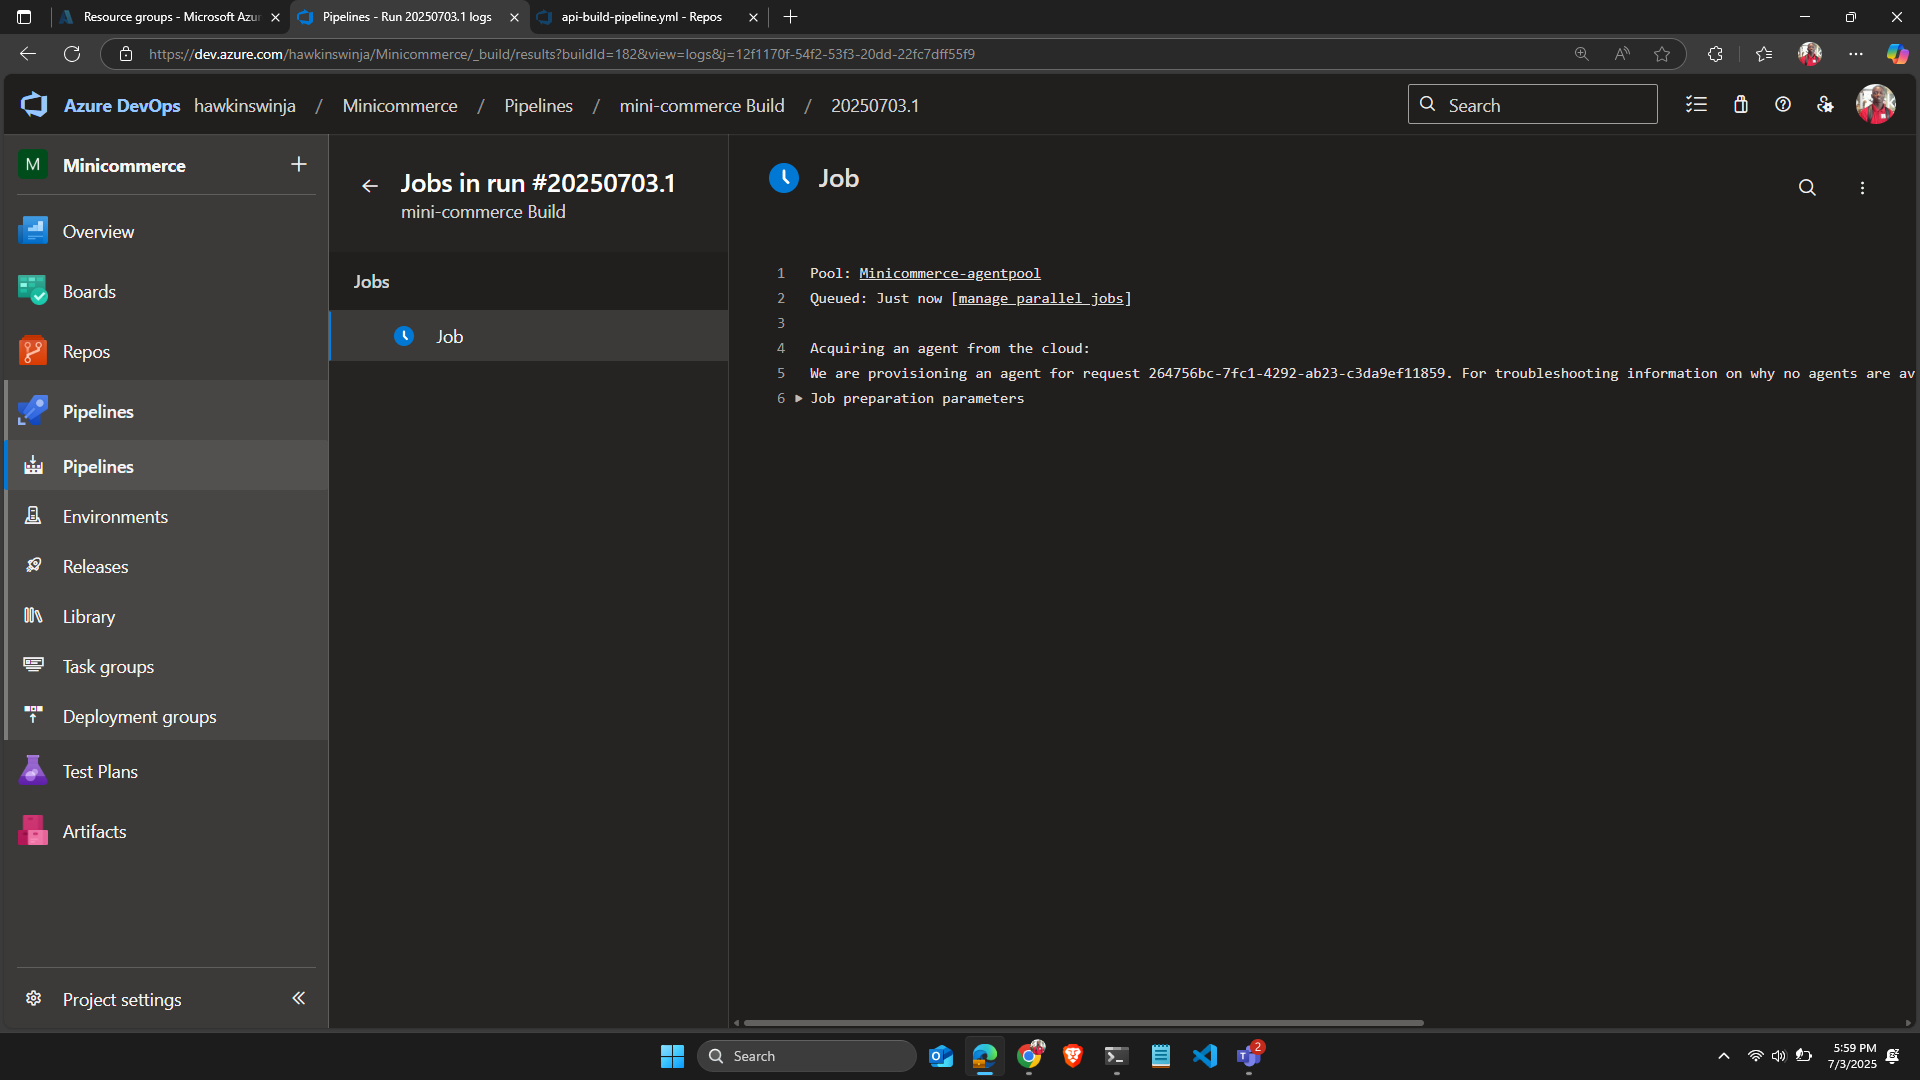 Resource groups - Microsoft Azur
Pipelines - Run 20250703.1 logs
api-build-pipeline.yml - Repos
https://dev.azure.com/hawkinswinja/Minicommerce/_build/results?buildId=182&view=logs&j=12f1170f-54f2-53f3-20dd-22fc7dff55f9
Azure DevOps hawkinswinja / Minicommerce / Pipelines / mini-commerce Build / 20250703.1
Search
M Minicommerce
Overview
Boards
Repos
Pipelines
Pipelines
Environments
Releases
Library
Task groups
Deployment groups
Test Plans
Artifacts
Project settings
Jobs in run #20250703.1
mini-commerce Build
Jobs
Job
Job
1 Pool: Minicommerce-agentpool
2 Queued: Just now [manage parallel jobs]
3
4 Acquiring an agent from the cloud:
5 We are provisioning an agent for request 264756bc-7fc1-4292-ab23-c3da9ef11859. For troubleshooting information on why no agents are av
6 Job preparation parameters
Search
2
5:59 PM
7/3/2025